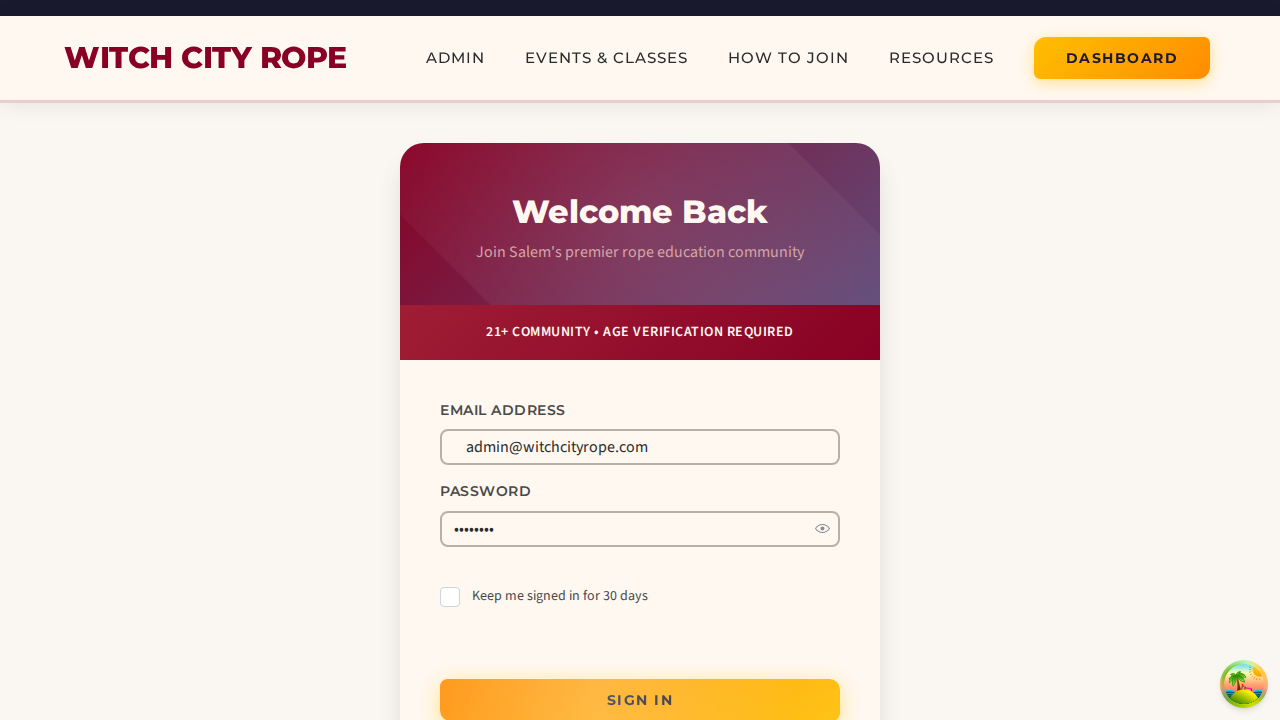 WITCH CITY ROPE
ADMIN
EVENTS & CLASSES
HOW TO JOIN
RESOURCES
DASHBOARD
Welcome Back
Join Salem's premier rope education community
21+ COMMUNITY • AGE VERIFICATION REQUIRED
EMAIL ADDRESS
admin@witchcityrope.com
PASSWORD
••••••••
Keep me signed in for 30 days
SIGN IN